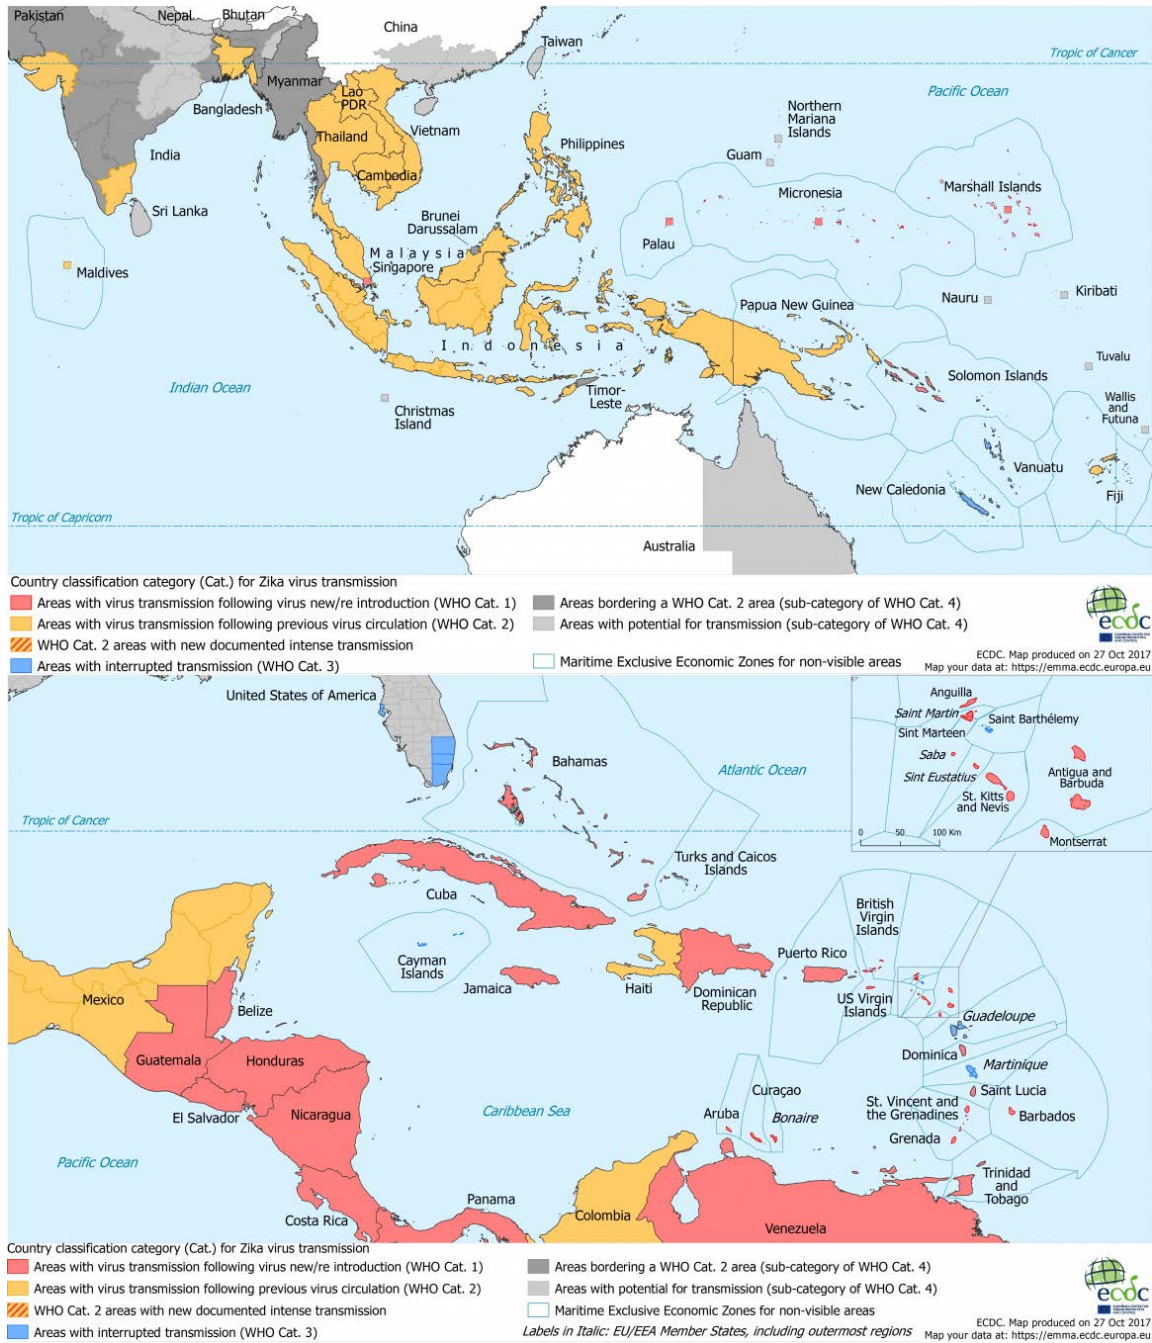 Pakistan
Nepal
Bhutan
China
Taiwan
Tropic of Cancer
Myanmar
Lao
PDR
Bangladesh
Pacific Ocean
Northern
Mariana
Islands
Thailand
Vietnam
Philippines
India
Guam
Cambodia
Micronesia
Marshall Islands
Sri Lanka
Brunei
Darussalam
Palau
Malaysia
Singapore
Maldives
Nauru
Kiribati
Papua New Guinea
Indonesia
Tuvalu
Indian Ocean
Timor-
Leste
Solomon Islands
Christmas
Island
Wallis
and
Futuna
Vanuatu
New Caledonia
Fiji
Tropic of Capricorn
Australia
Country classification category (Cat.) for Zika virus transmission
Areas with virus transmission following virus new/re introduction (WHO Cat. 1)
Areas with virus transmission following previous virus circulation (WHO Cat. 2)
WHO Cat. 2 areas with new documented intense transmission
Areas with interrupted transmission (WHO Cat. 3)
Areas bordering a WHO Cat. 2 area (sub-category of WHO Cat. 4)
Areas with potential for transmission (sub-category of WHO Cat. 4)
Maritime Exclusive Economic Zones for non-visible areas
ecdc
ECDC. Map produced on 27 Oct 2017
Map your data at: https://emma.ecdc.europa.eu
United States of America
Anguilla
Saint Martin
Saint Barthélemy
Sint Marteen
Saba
Sint Eustatius
Antigua and
Barbuda
St. Kitts
and Nevis
0 50 100 Km
Montserrat
Bahamas
Atlantic Ocean
Tropic of Cancer
Turks and Caicos
Islands
Cuba
British
Virgin
Islands
Cayman
Islands
Puerto Rico
Jamaica
Haiti
Dominican
Republic
US Virgin
Islands
Mexico
Belize
Guadeloupe
Guatemala
Honduras
Dominica
Martinique
Curaçao
Saint Lucia
El Salvador
Nicaragua
Caribbean Sea
Aruba
Bonaire
St. Vincent and
the Grenadines
Barbados
Grenada
Pacific Ocean
Trinidad
and
Tobago
Panama
Costa Rica
Colombia
Venezuela
Country classification category (Cat.) for Zika virus transmission
Areas with virus transmission following virus new/re introduction (WHO Cat. 1)
Areas with virus transmission following previous virus circulation (WHO Cat. 2)
WHO Cat. 2 areas with new documented intense transmission
Areas with interrupted transmission (WHO Cat. 3)
Areas bordering a WHO Cat. 2 area (sub-category of WHO Cat. 4)
Areas with potential for transmission (sub-category of WHO Cat. 4)
Maritime Exclusive Economic Zones for non-visible areas
Labels in Italic: EU/EEA Member States, including outermost regions
ecdc
ECDC. Map produced on 27 Oct 2017
Map your data at: https://emma.ecdc.europa.eu